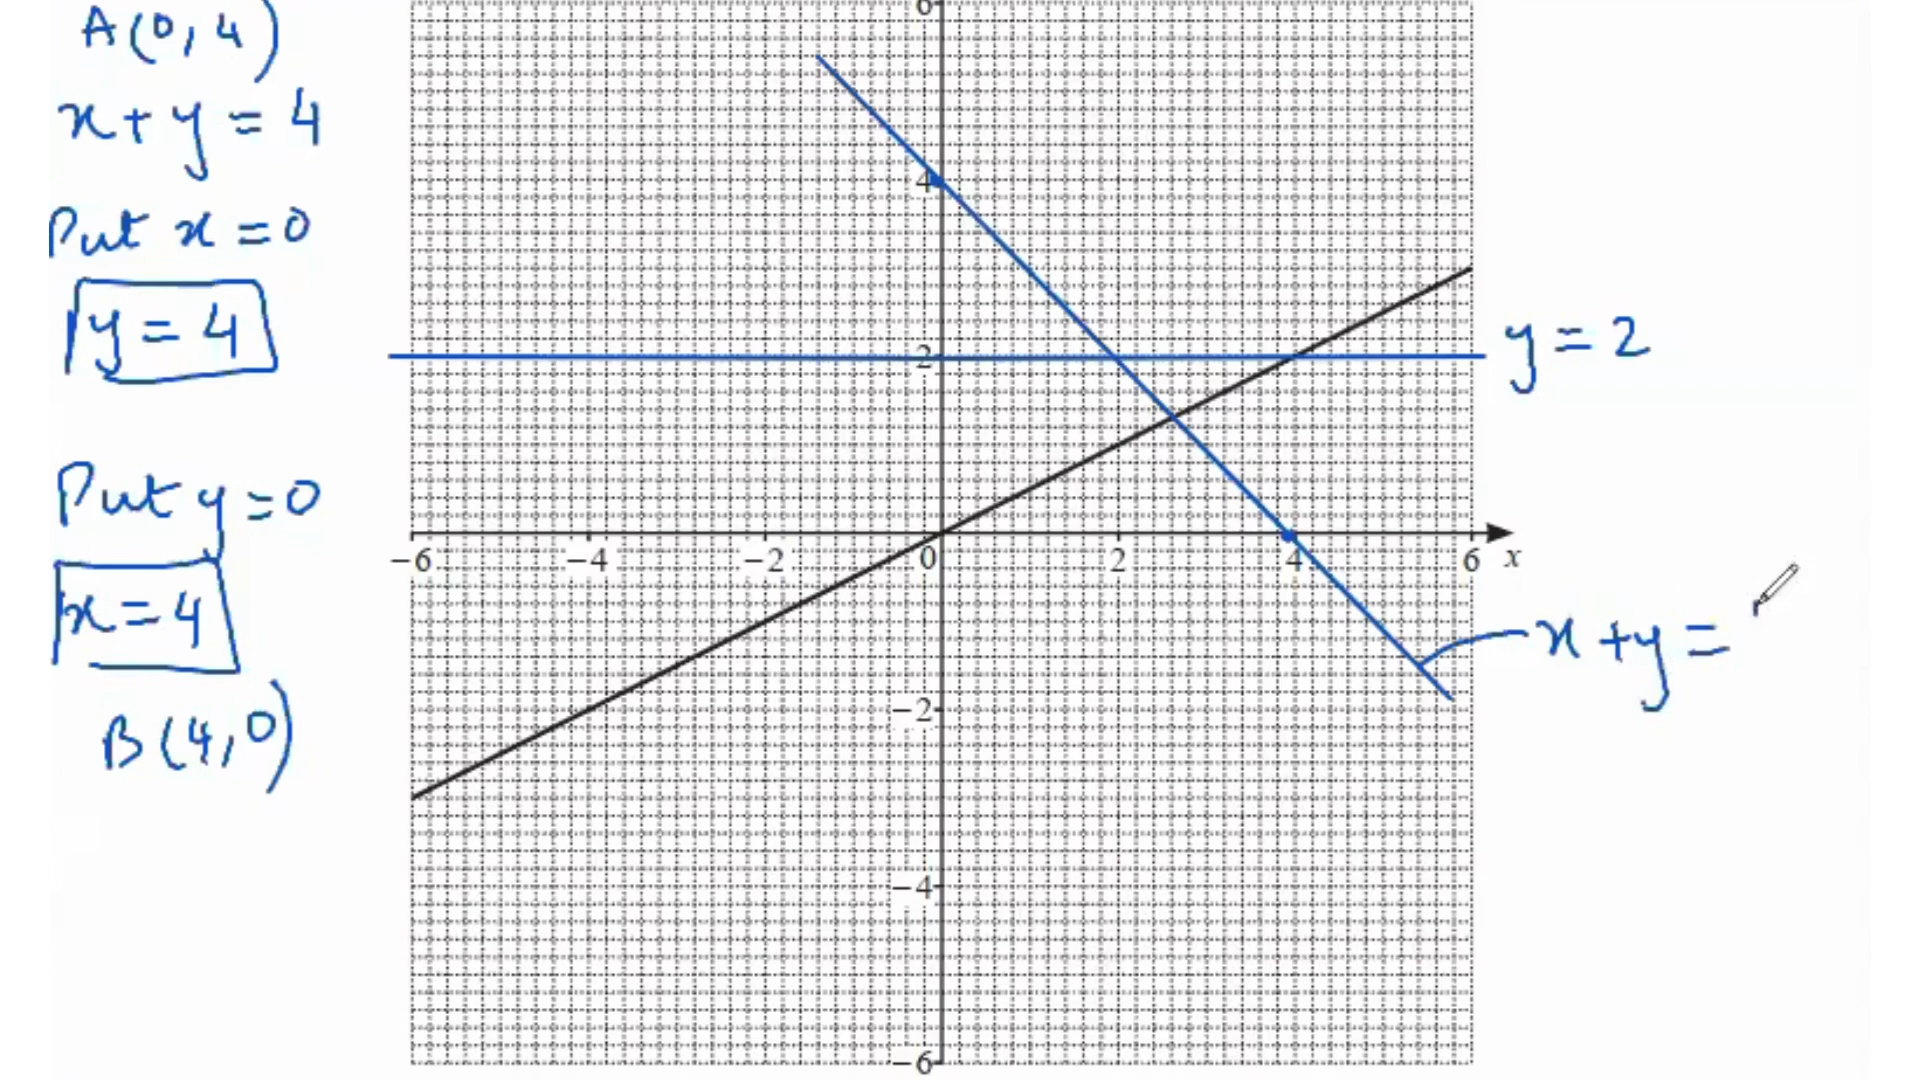 A(0,4)
x+y=4
Put x=0
y=4
Put y=0
x=4
B(4,0)
6
4
2
-6 -4 -2 0 2 4 6 x
-2
-4
-6
y=2
x+y=